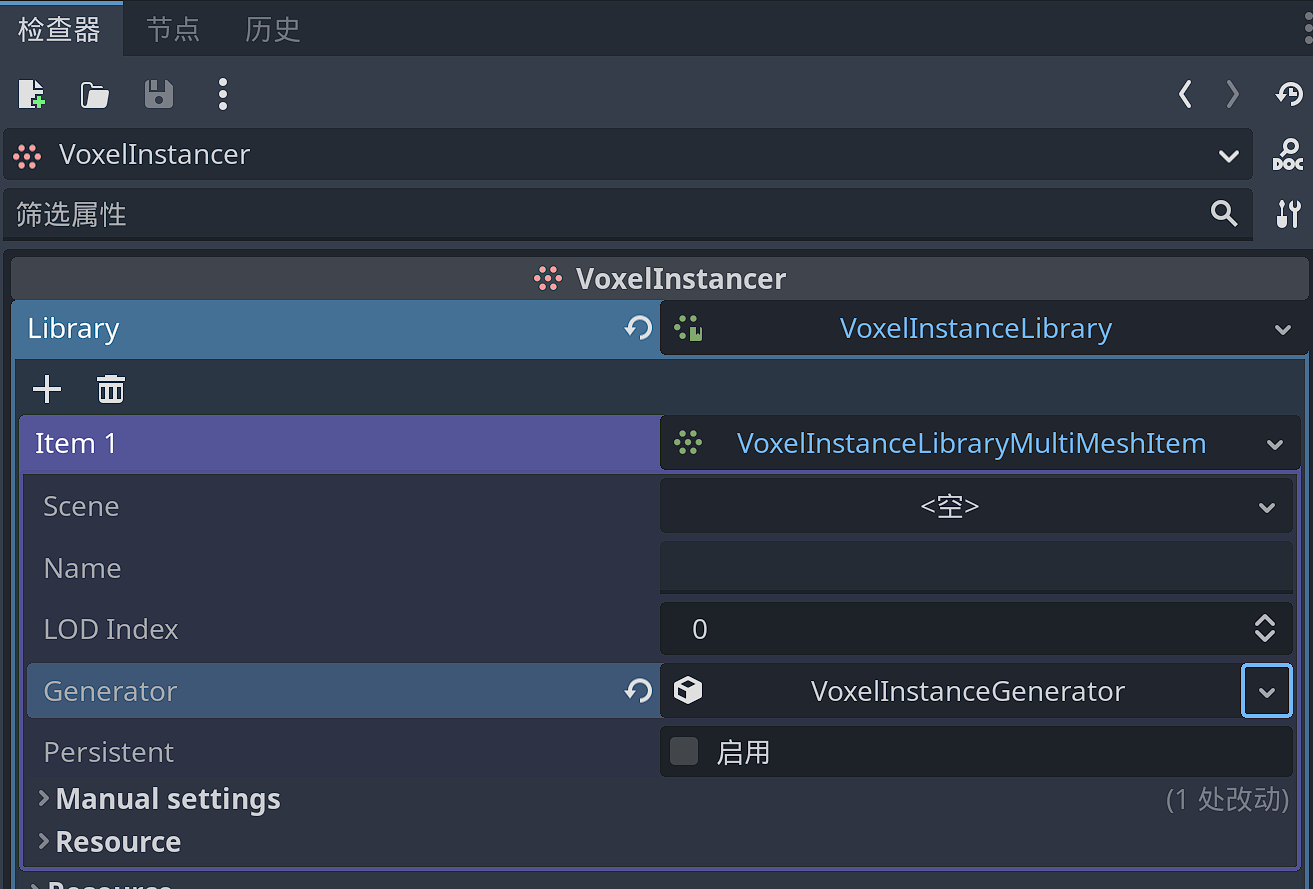 检查器 节点 历史
VoxelInstancer
DOC
筛选属性
VoxelInstancer
Library VoxelInstanceLibrary
Item 1 VoxelInstanceLibraryMultiMeshItem
Scene <空>
Name
LOD Index 0
Generator VoxelInstanceGenerator
Persistent 启用
Manual settings (1 处改动)
Resource
Resource